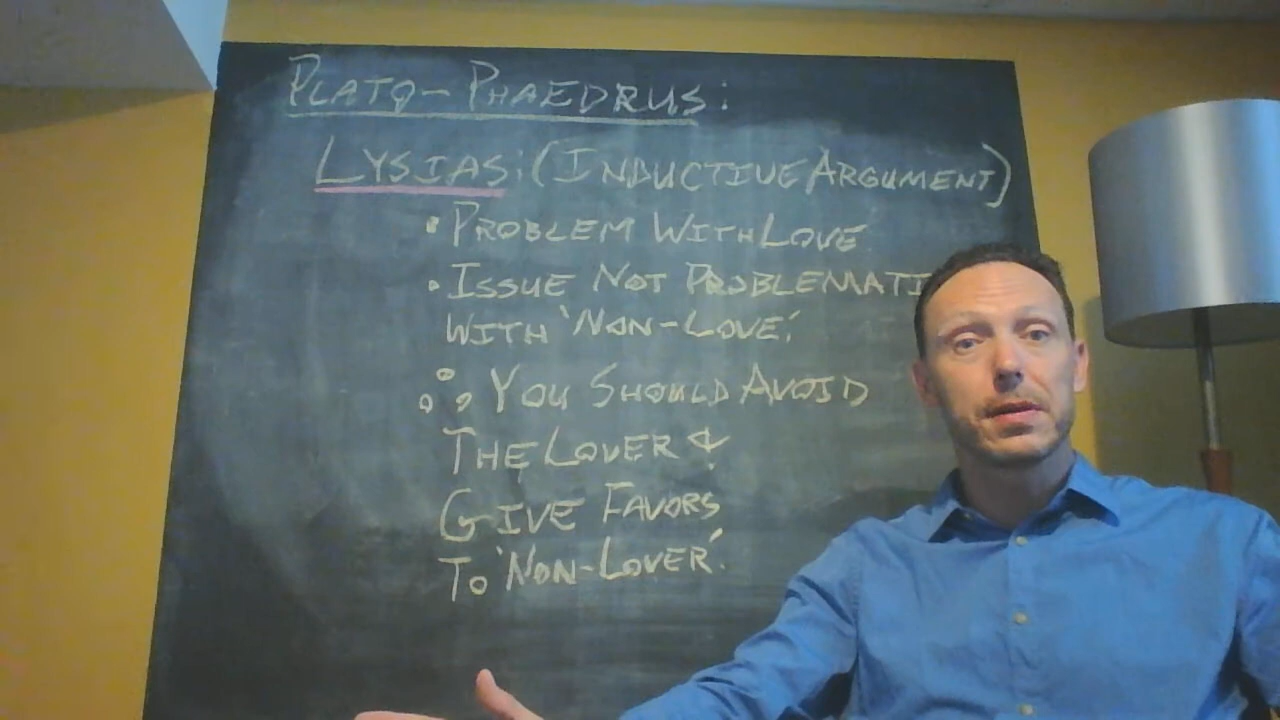 PLATO-PHAEDRUS:
LYSIAS: (INDUCTIVE ARGUMENT)
• PROBLEM WITH LOVE
• ISSUE NOT PROBLEMATI
WITH 'NON-LOVE.'
∴ YOU SHOULD AVOID
THE LOVER &
GIVE FAVORS
TO 'NON-LOVER'.